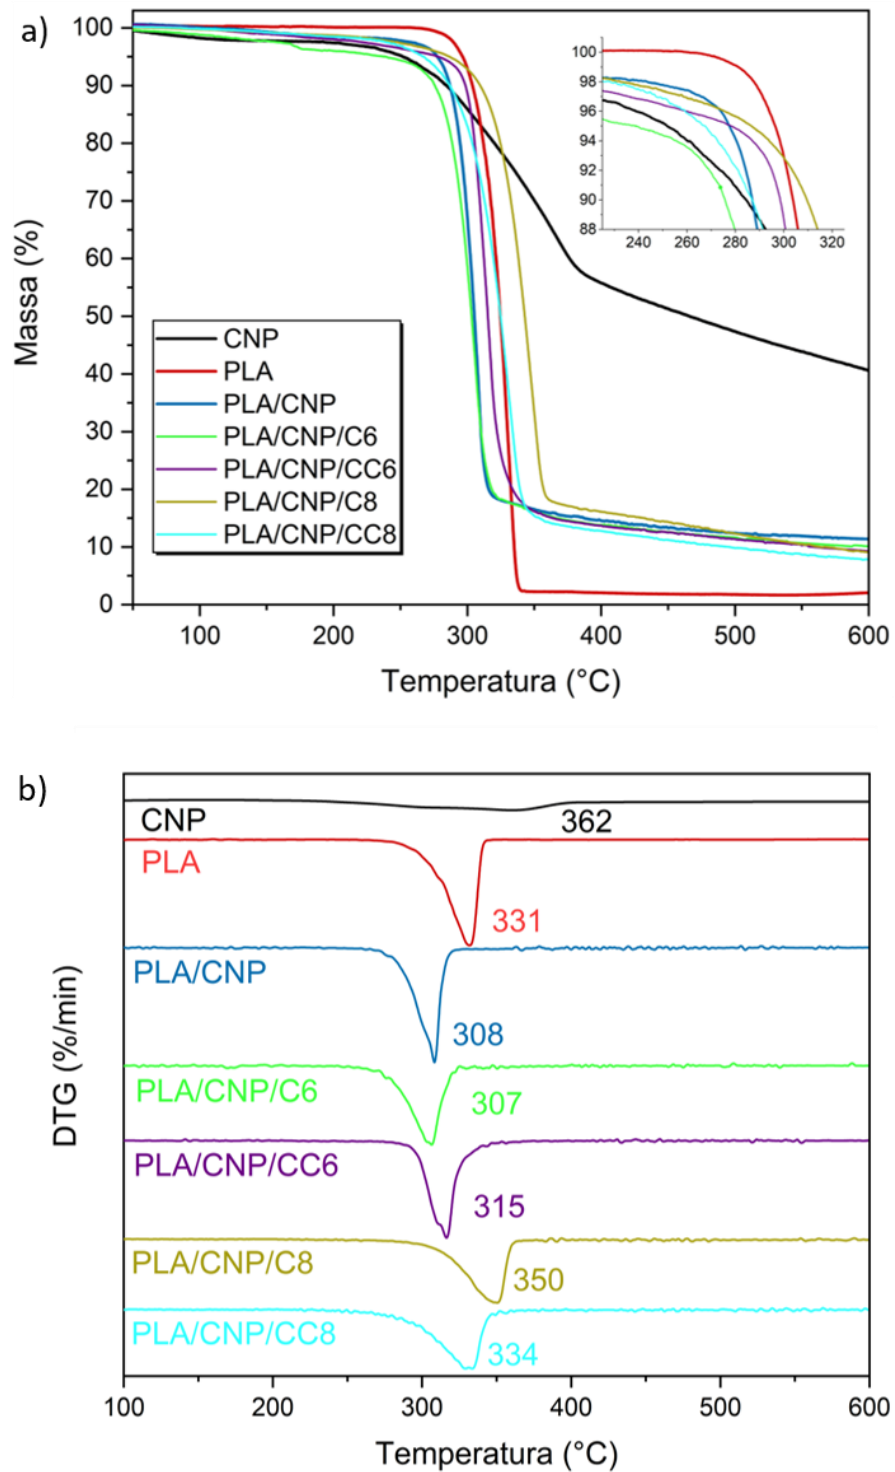 a)
Massa (%)
100
90
80
70
60
50
40
30
20
10
0
CNP
PLA
PLA/CNP
PLA/CNP/C6
PLA/CNP/CC6
PLA/CNP/C8
PLA/CNP/CC8
100
98
96
94
92
90
88
240 260 280 300 320
100 200 300 400 500 600
Temperatura (°C)
b)
DTG (%/min)
CNP 362
PLA
331
PLA/CNP
308
PLA/CNP/C6 307
PLA/CNP/CC6
315
PLA/CNP/C8 350
PLA/CNP/CC8 334
100 200 300 400 500 600
Temperatura (°C)